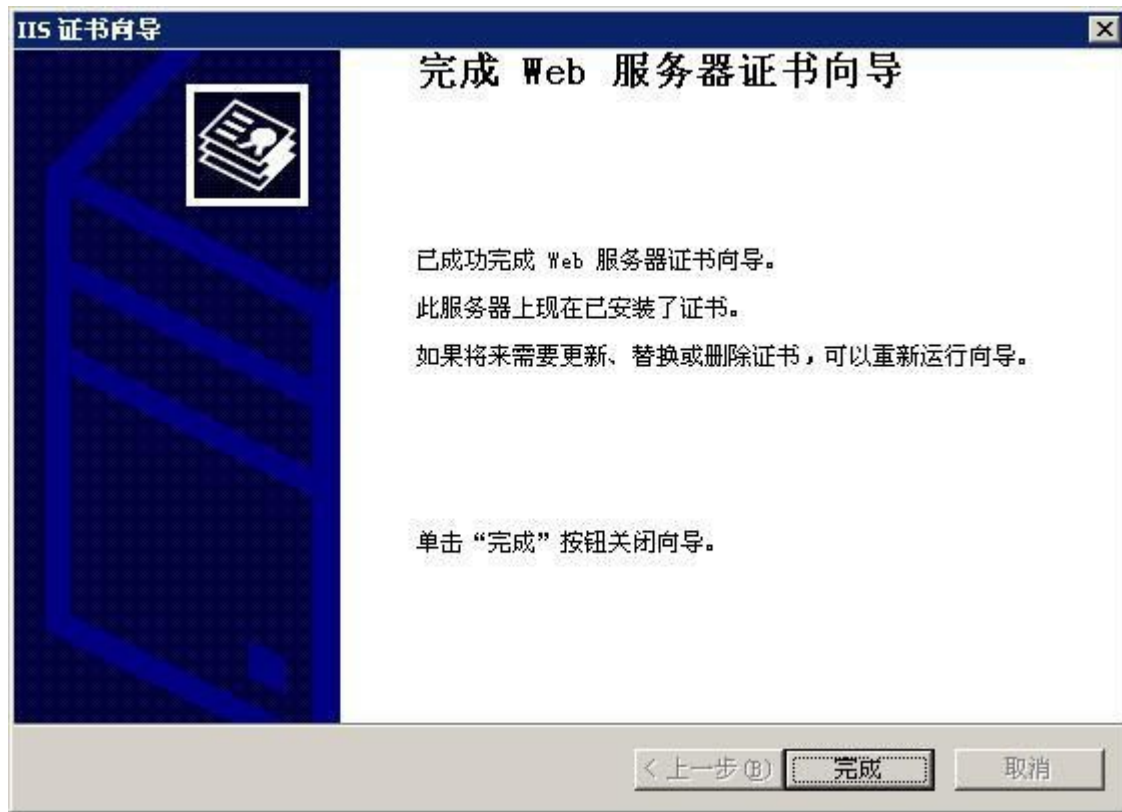 IIS 证书向导
完成 Web 服务器证书向导
已成功完成 Web 服务器证书向导。
此服务器上现在已安装了证书。
如果将来需要更新、替换或删除证书，可以重新运行向导。
单击“完成”按钮关闭向导。
< 上一步(B) 完成 取消